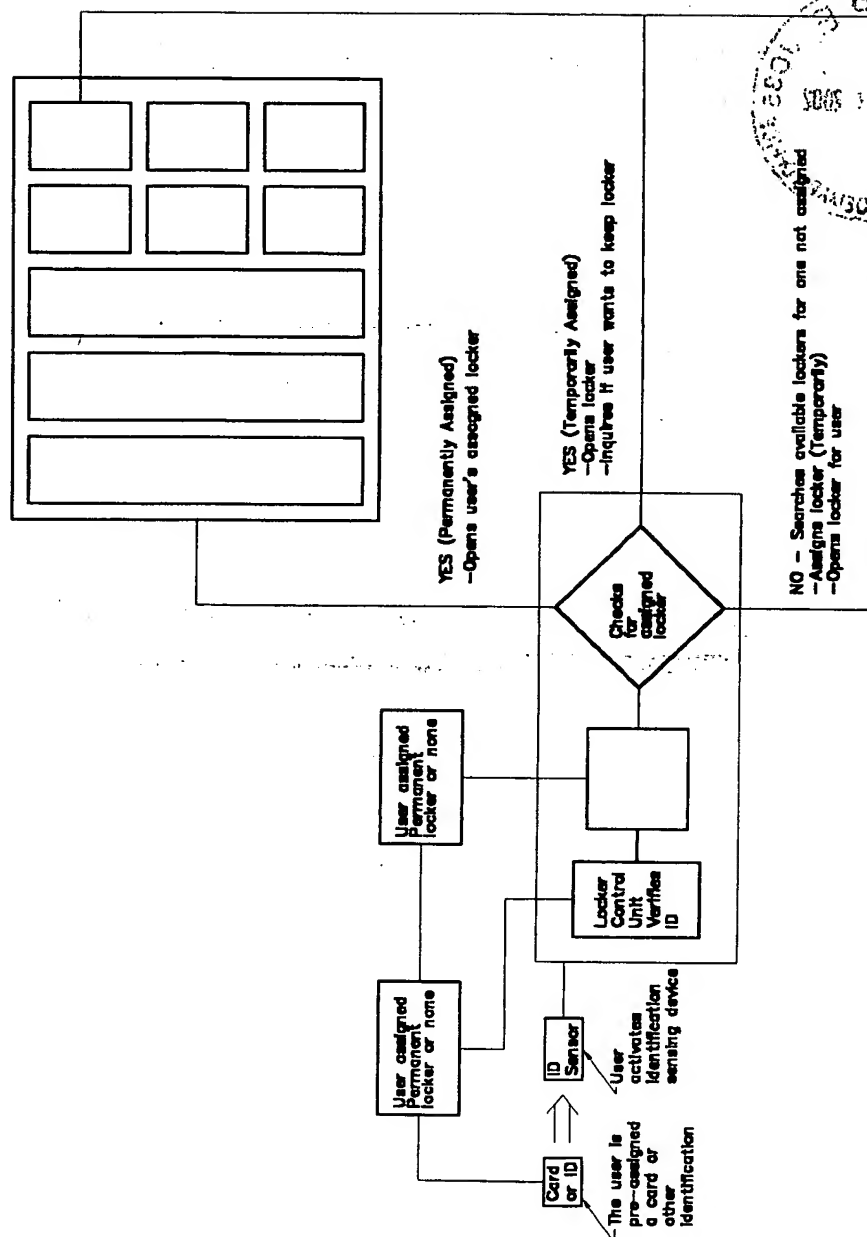 YES (Permanently Assigned)
-Opens user's assogned locker
YES (Temporarily Assigned)
-Opens locker
-Inquires if user wants to keep locker
NO - Searches available lockers for one not assigned
-Assigns locker (Temporarily)
-Opens locker for user
Checks
for
assigned
locker
User assigned
Permanent
locker or none
Locker
Control
Unit
Verifies
ID
User assigned
Permanent
locker or none
ID
Sensor
-User
activates
identification
sensing device
Card
or ID
-The user is
pre-assigned
a card or
other
identification